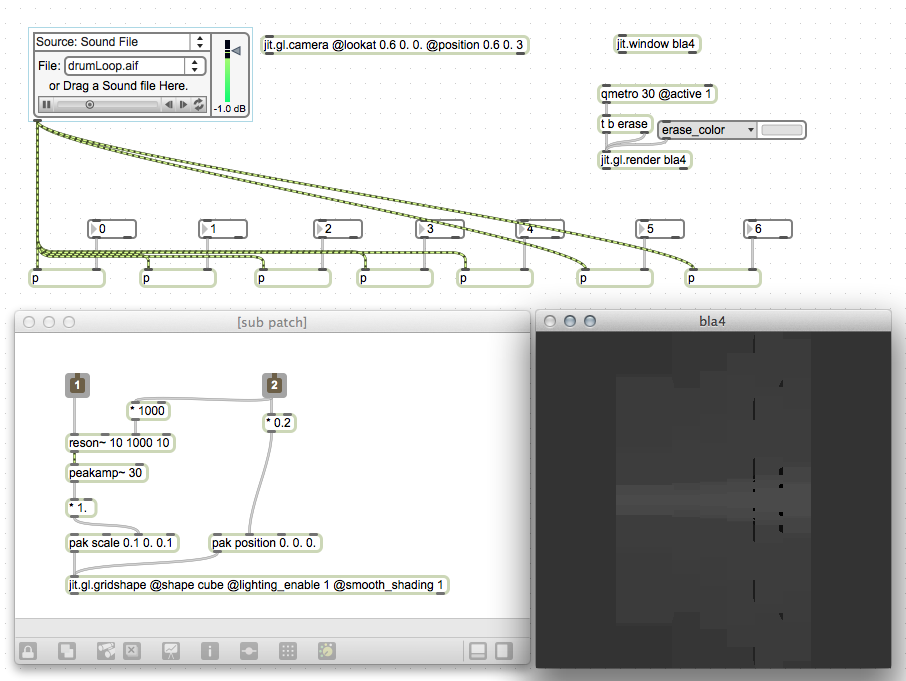 Source: Sound File
File: drumLoop.aif
or Drag a Sound file Here.
-1.0 dB
jit.gl.camera @lookat 0.6 0. 0. @position 0.6 0. 3
jit.window bla4
qmetro 30 @active 1
t b erase
erase_color
jit.gl.render bla4
0
1
2
3
4
5
6
p
p
p
p
p
p
p
[sub patch]
1
2
* 1000
* 0.2
reson~ 10 1000 10
peakamp~ 30
* 1.
pak scale 0.1 0. 0.1
pak position 0. 0. 0.
jit.gl.gridshape @shape cube @lighting_enable 1 @smooth_shading 1
bla4